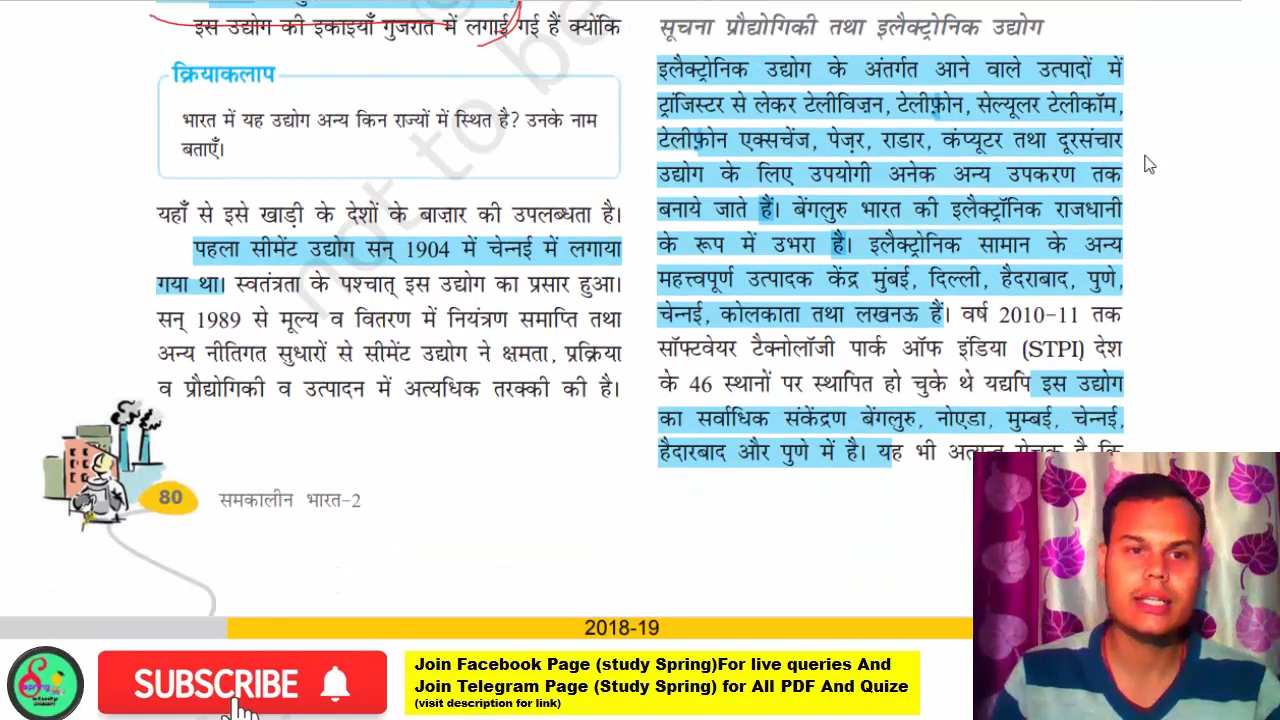 इस उद्योग की इकाइयाँ गुजरात में लगाई गई हैं क्योंकि
क्रियाकलाप
भारत में यह उद्योग अन्य किन राज्यों में स्थित है? उनके नाम
बताएँ।
यहाँ से इसे खाड़ी के देशों के बाज़ार की उपलब्धता है।
पहला सीमेंट उद्योग सन् 1904 में चेन्नई में लगाया
गया था। स्वतंत्रता के पश्चात् इस उद्योग का प्रसार हुआ।
सन् 1989 से मूल्य व वितरण में नियंत्रण समाप्ति तथा
अन्य नीतिगत सुधारों से सीमेंट उद्योग ने क्षमता, प्रक्रिया
व प्रौद्योगिकी व उत्पादन में अत्यधिक तरक्की की है।
80 समकालीन भारत-2
सूचना प्रौद्योगिकी तथा इलैक्ट्रोनिक उद्योग
इलैक्ट्रोनिक उद्योग के अंतर्गत आने वाले उत्पादों में
ट्रांजिस्टर से लेकर टेलीविज़न, टेलीफ़ोन, सेल्यूलर टेलीकॉम,
टेलीफ़ोन एक्सचेंज, पेज़र, राडार, कंप्यूटर तथा दूरसंचार
उद्योग के लिए उपयोगी अनेक अन्य उपकरण तक
बनाये जाते हैं। बेंगलुरु भारत की इलैक्ट्रॉनिक राजधानी
के रूप में उभरा है। इलैक्ट्रोनिक सामान के अन्य
महत्त्वपूर्ण उत्पादक केंद्र मुंबई, दिल्ली, हैदराबाद, पुणे,
चेन्नई, कोलकाता तथा लखनऊ हैं। वर्ष 2010-11 तक
सॉफ्टवेयर टैक्नोलॉजी पार्क ऑफ इंडिया (STPI) देश
के 46 स्थानों पर स्थापित हो चुके थे यद्यपि इस उद्योग
का सर्वाधिक संकेंद्रण बेंगलुरु, नोएडा, मुम्बई, चेन्नई,
हैदारबाद और पुणे में है। यह भी अत्यन्त रोचक है कि
not to be
2018-19
SUBSCRIBE
Join Facebook Page (study Spring)For live queries And
Join Telegram Page (Study Spring) for All PDF And Quize
(visit description for link)